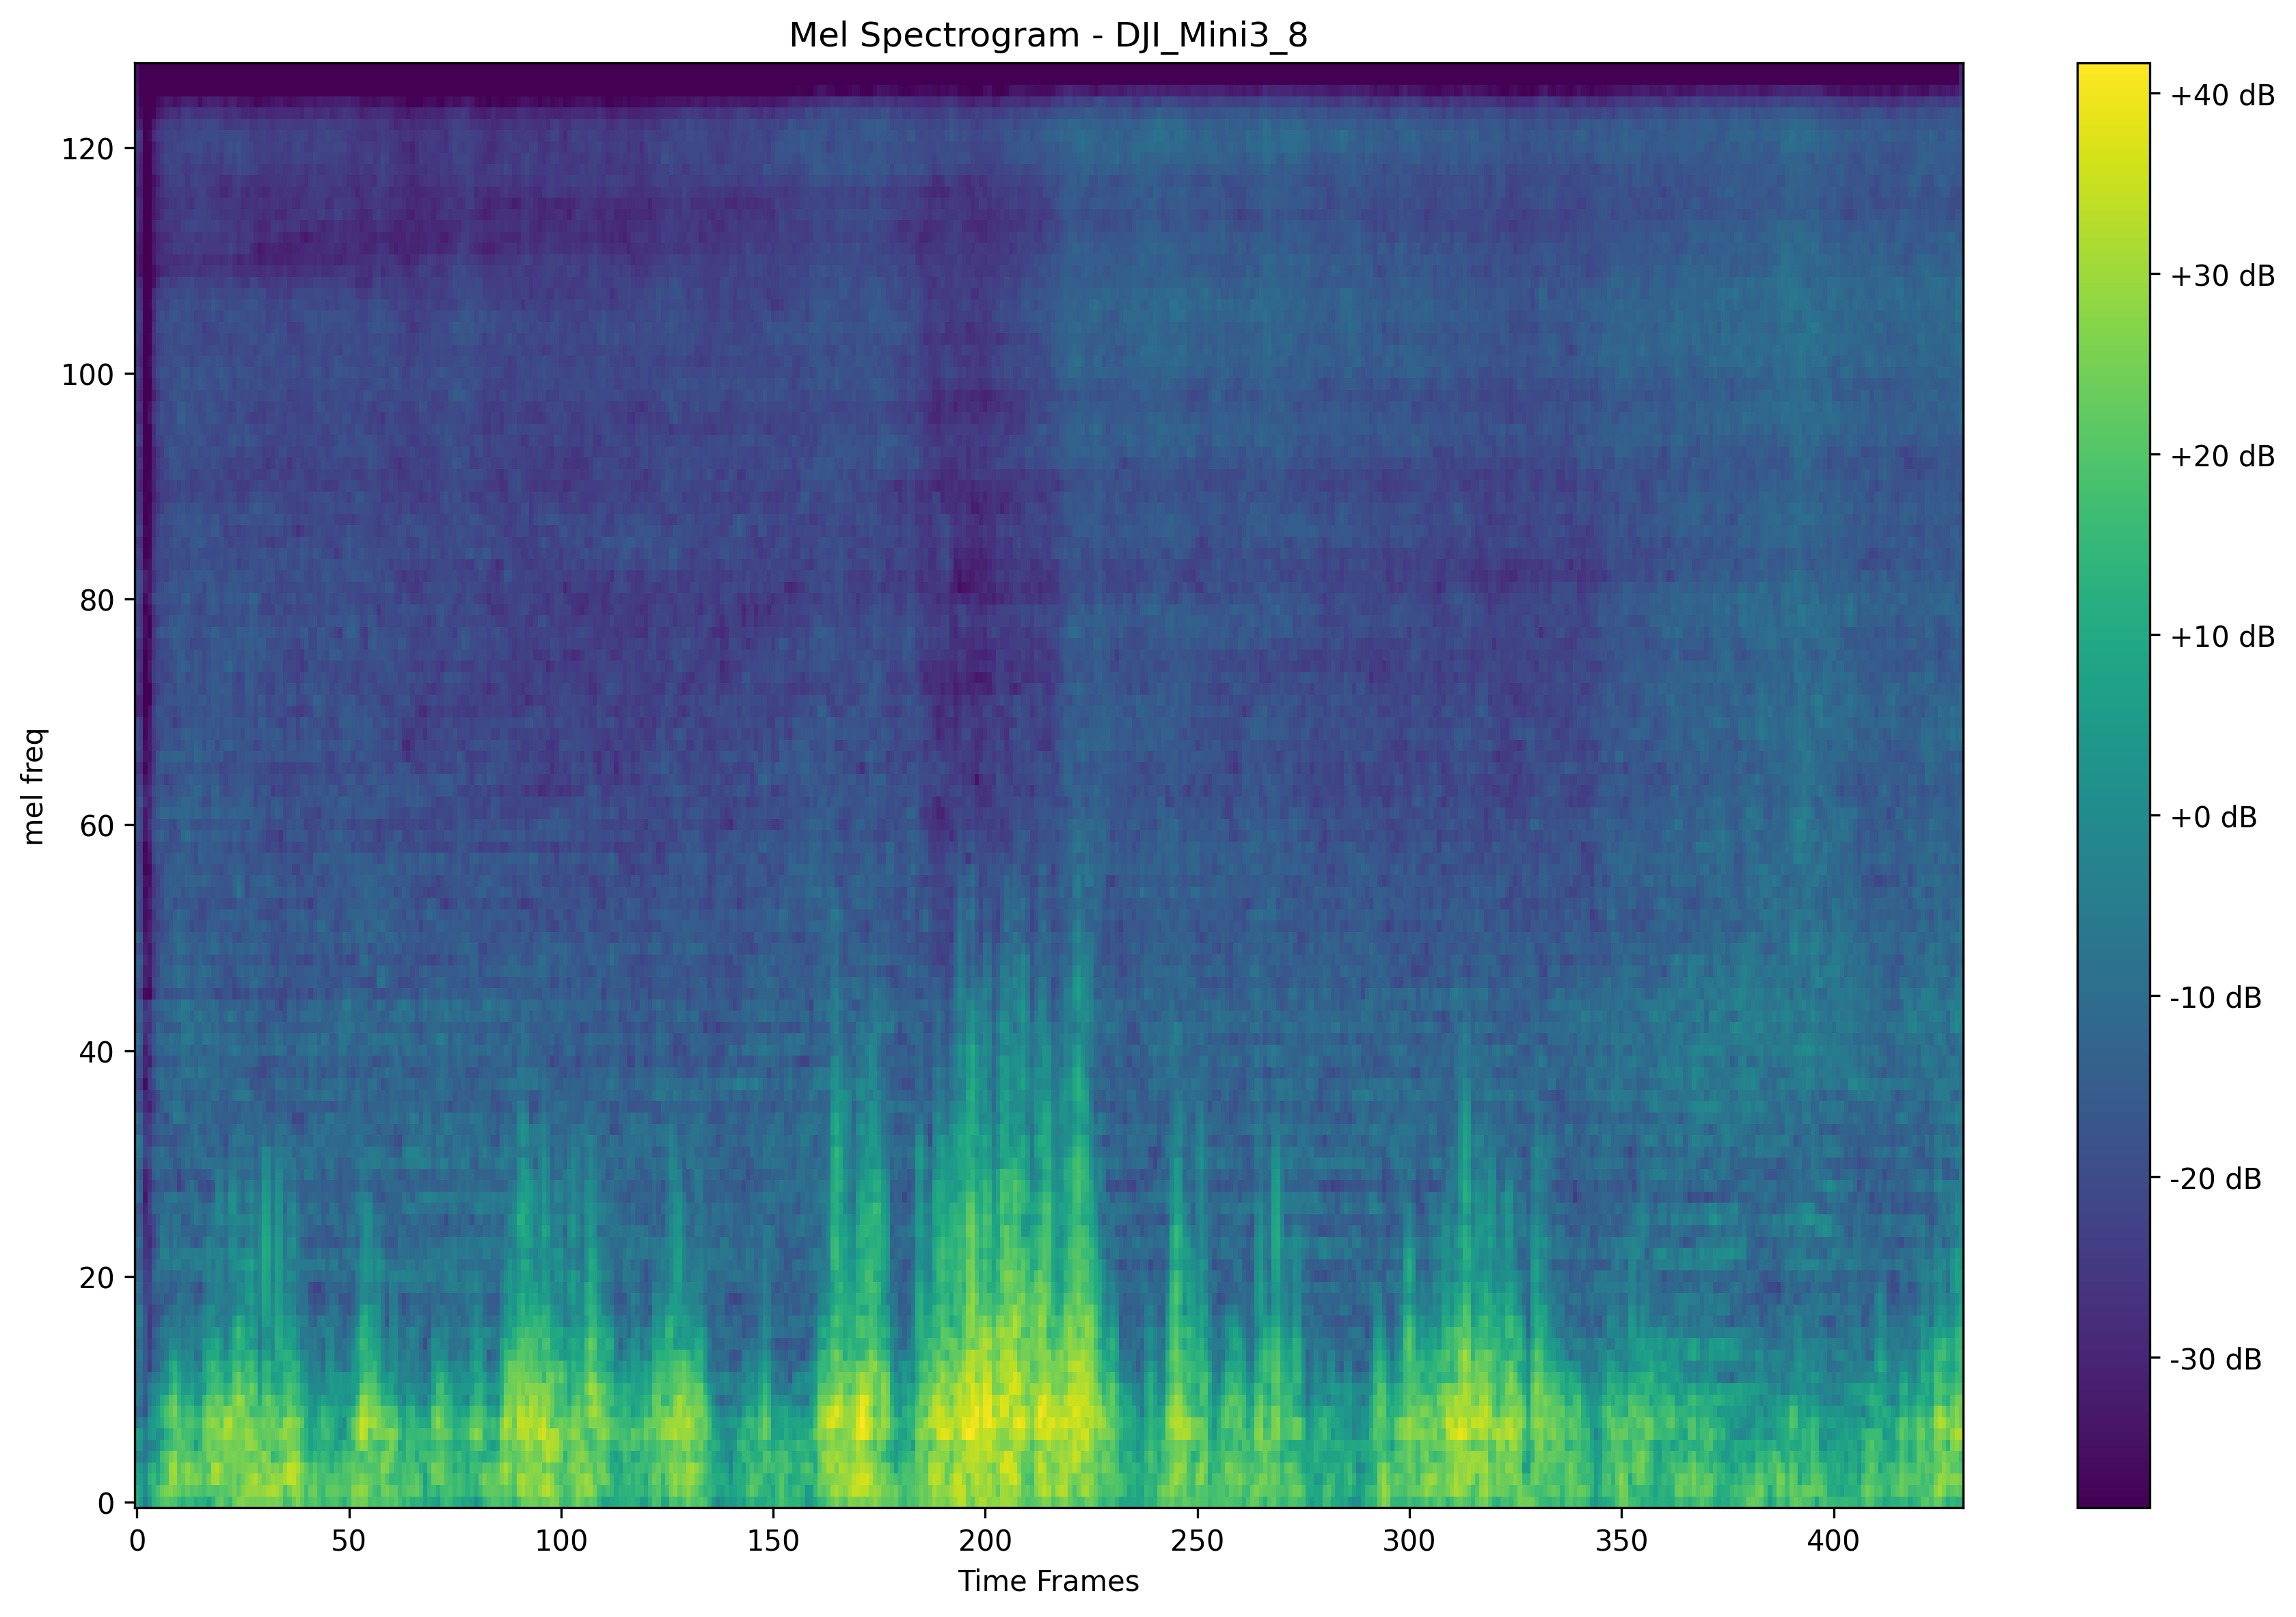 Mel Spectrogram - DJI_Mini3_8
mel freq
120
100
80
60
40
20
0
0 50 100 150 200 250 300 350 400
Time Frames
+40 dB
+30 dB
+20 dB
+10 dB
+0 dB
-10 dB
-20 dB
-30 dB